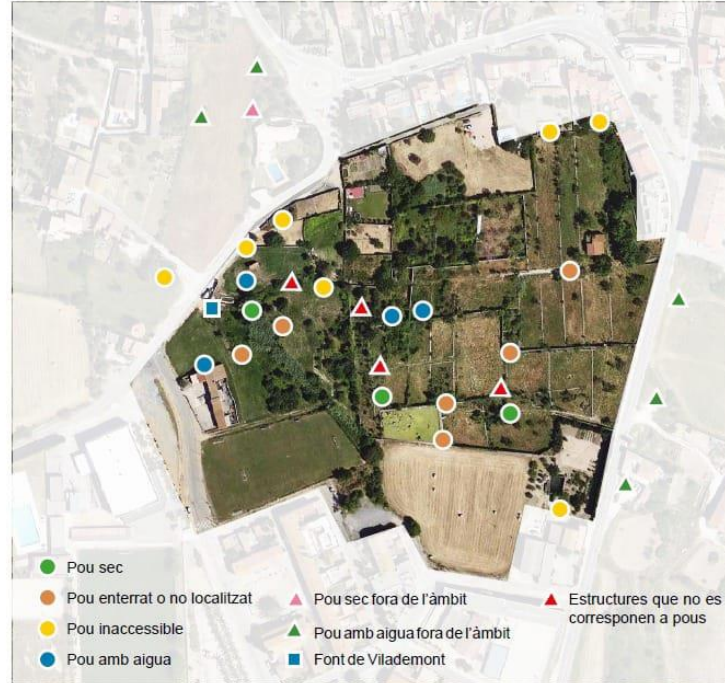 Pou sec
Pou enterrat o no localitzat
Pou inaccessible
Pou amb aigua
Pou sec fora de l'àmbit
Pou amb aigua fora de l'àmbit
Font de Vilademont
Estructures que no es
corresponen a pous